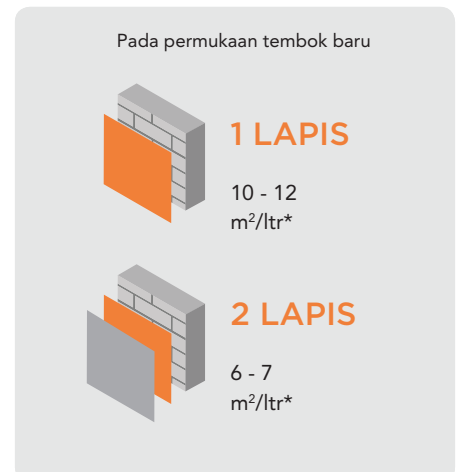 Pada permukaan tembok baru
1 LAPIS
10 - 12
m²/ltr*
2 LAPIS
6 - 7
m²/ltr*